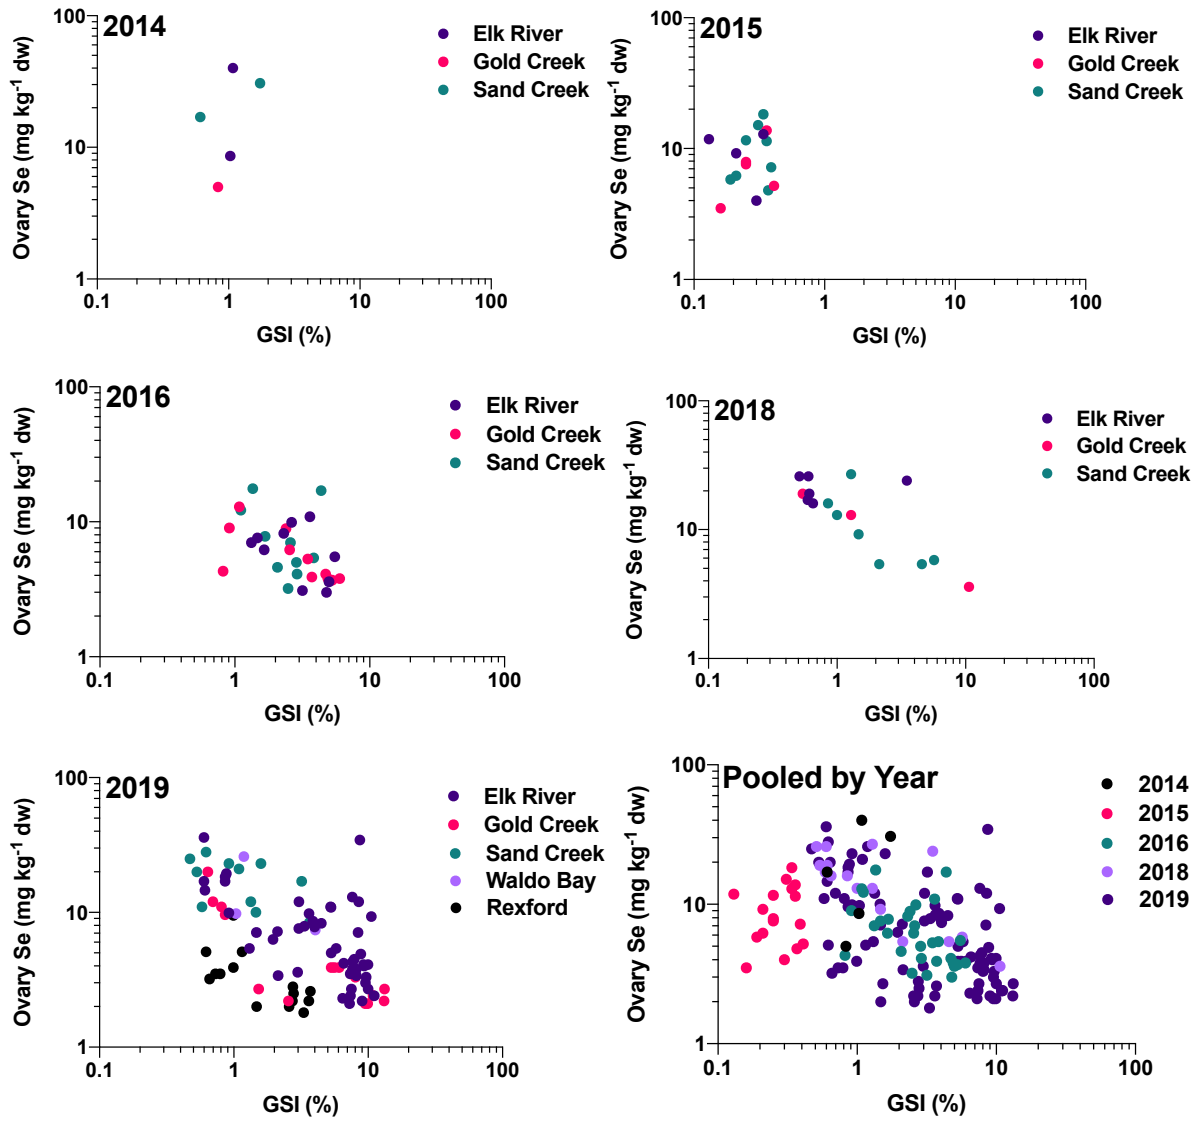 2014
Ovary Se (mg kg-1 dw)
100
10
1
0.1
1
10
100
GSI (%)
Elk River
Gold Creek
Sand Creek
2015
Ovary Se (mg kg-1 dw)
100
10
1
0.1
1
10
100
GSI (%)
Elk River
Gold Creek
Sand Creek
2016
Ovary Se (mg kg-1 dw)
100
10
1
0.1
1
10
100
GSI (%)
Elk River
Gold Creek
Sand Creek
2018
Ovary Se (mg kg-1 dw)
100
10
1
0.1
1
10
100
GSI (%)
Elk River
Gold Creek
Sand Creek
2019
Ovary Se (mg kg-1 dw)
100
10
1
0.1
1
10
100
GSI (%)
Elk River
Gold Creek
Sand Creek
Waldo Bay
Rexford
Pooled by Year
Ovary Se (mg kg-1 dw)
100
10
1
0.1
1
10
100
GSI (%)
2014
2015
2016
2018
2019